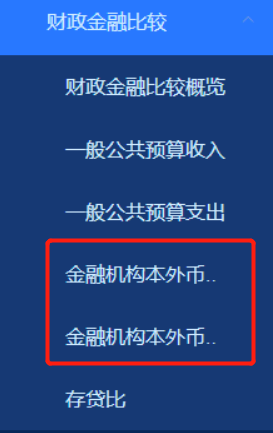 财政金融比较
财政金融比较概览
一般公共预算收入
一般公共预算支出
金融机构本外币..
金融机构本外币..
存贷比